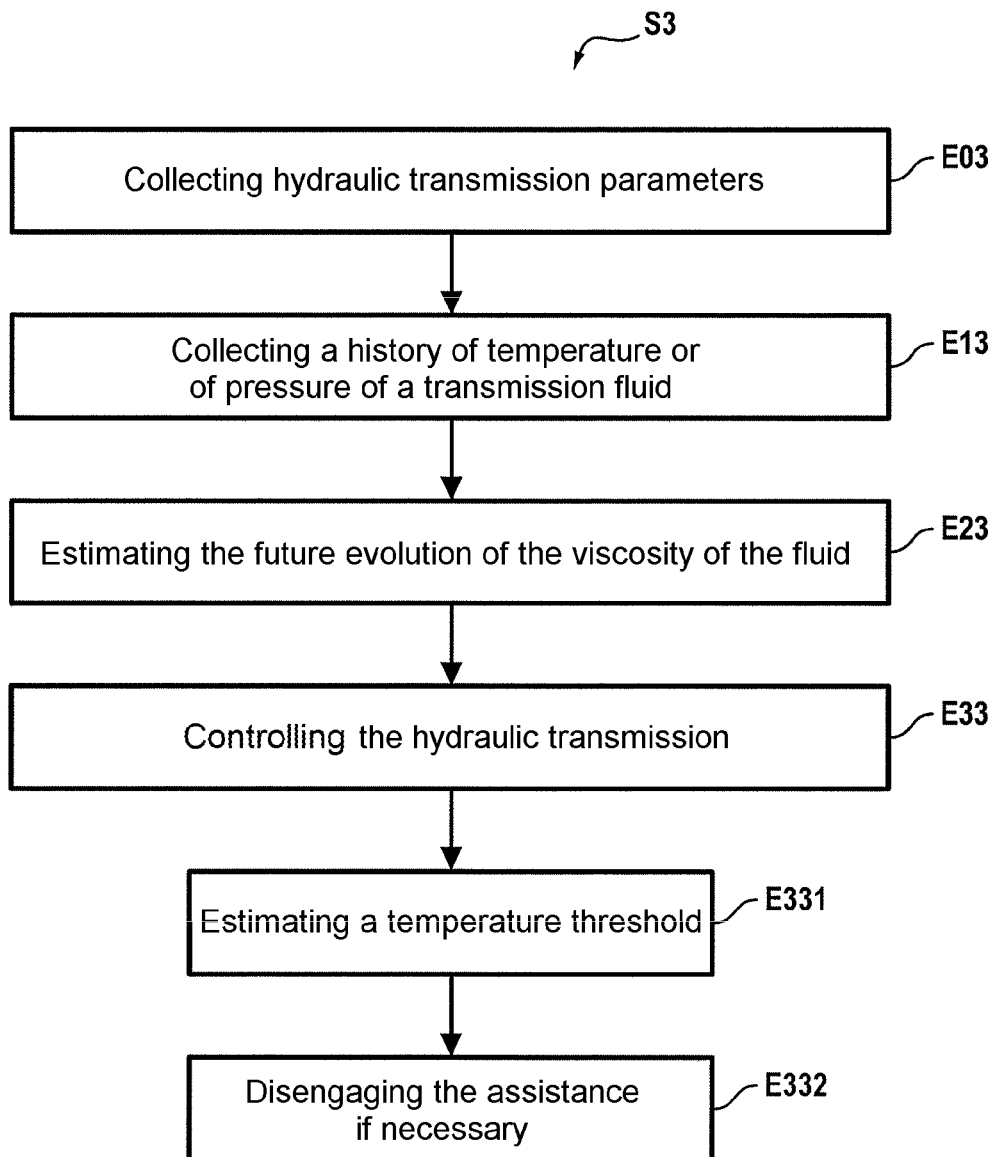 S3
Collecting hydraulic transmission parameters
E03
Collecting a history of temperature or
of pressure of a transmission fluid
E13
Estimating the future evolution of the viscosity of the fluid
E23
Controlling the hydraulic transmission
E33
Estimating a temperature threshold
E331
Disengaging the assistance
if necessary
E332